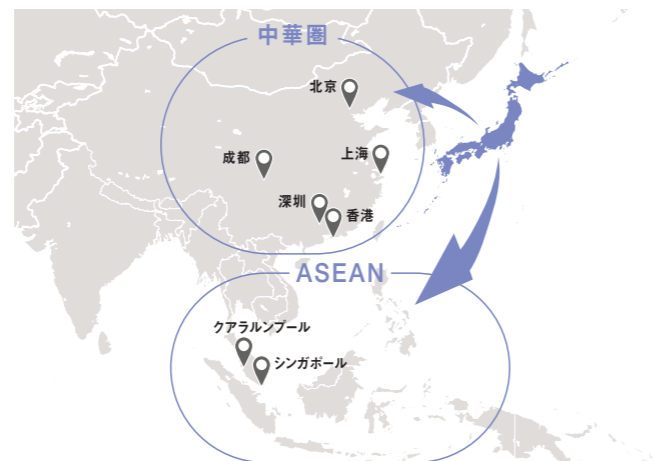 中華圏
北京
成都
上海
深圳
香港
ASEAN
クアラルンプール
シンガポール